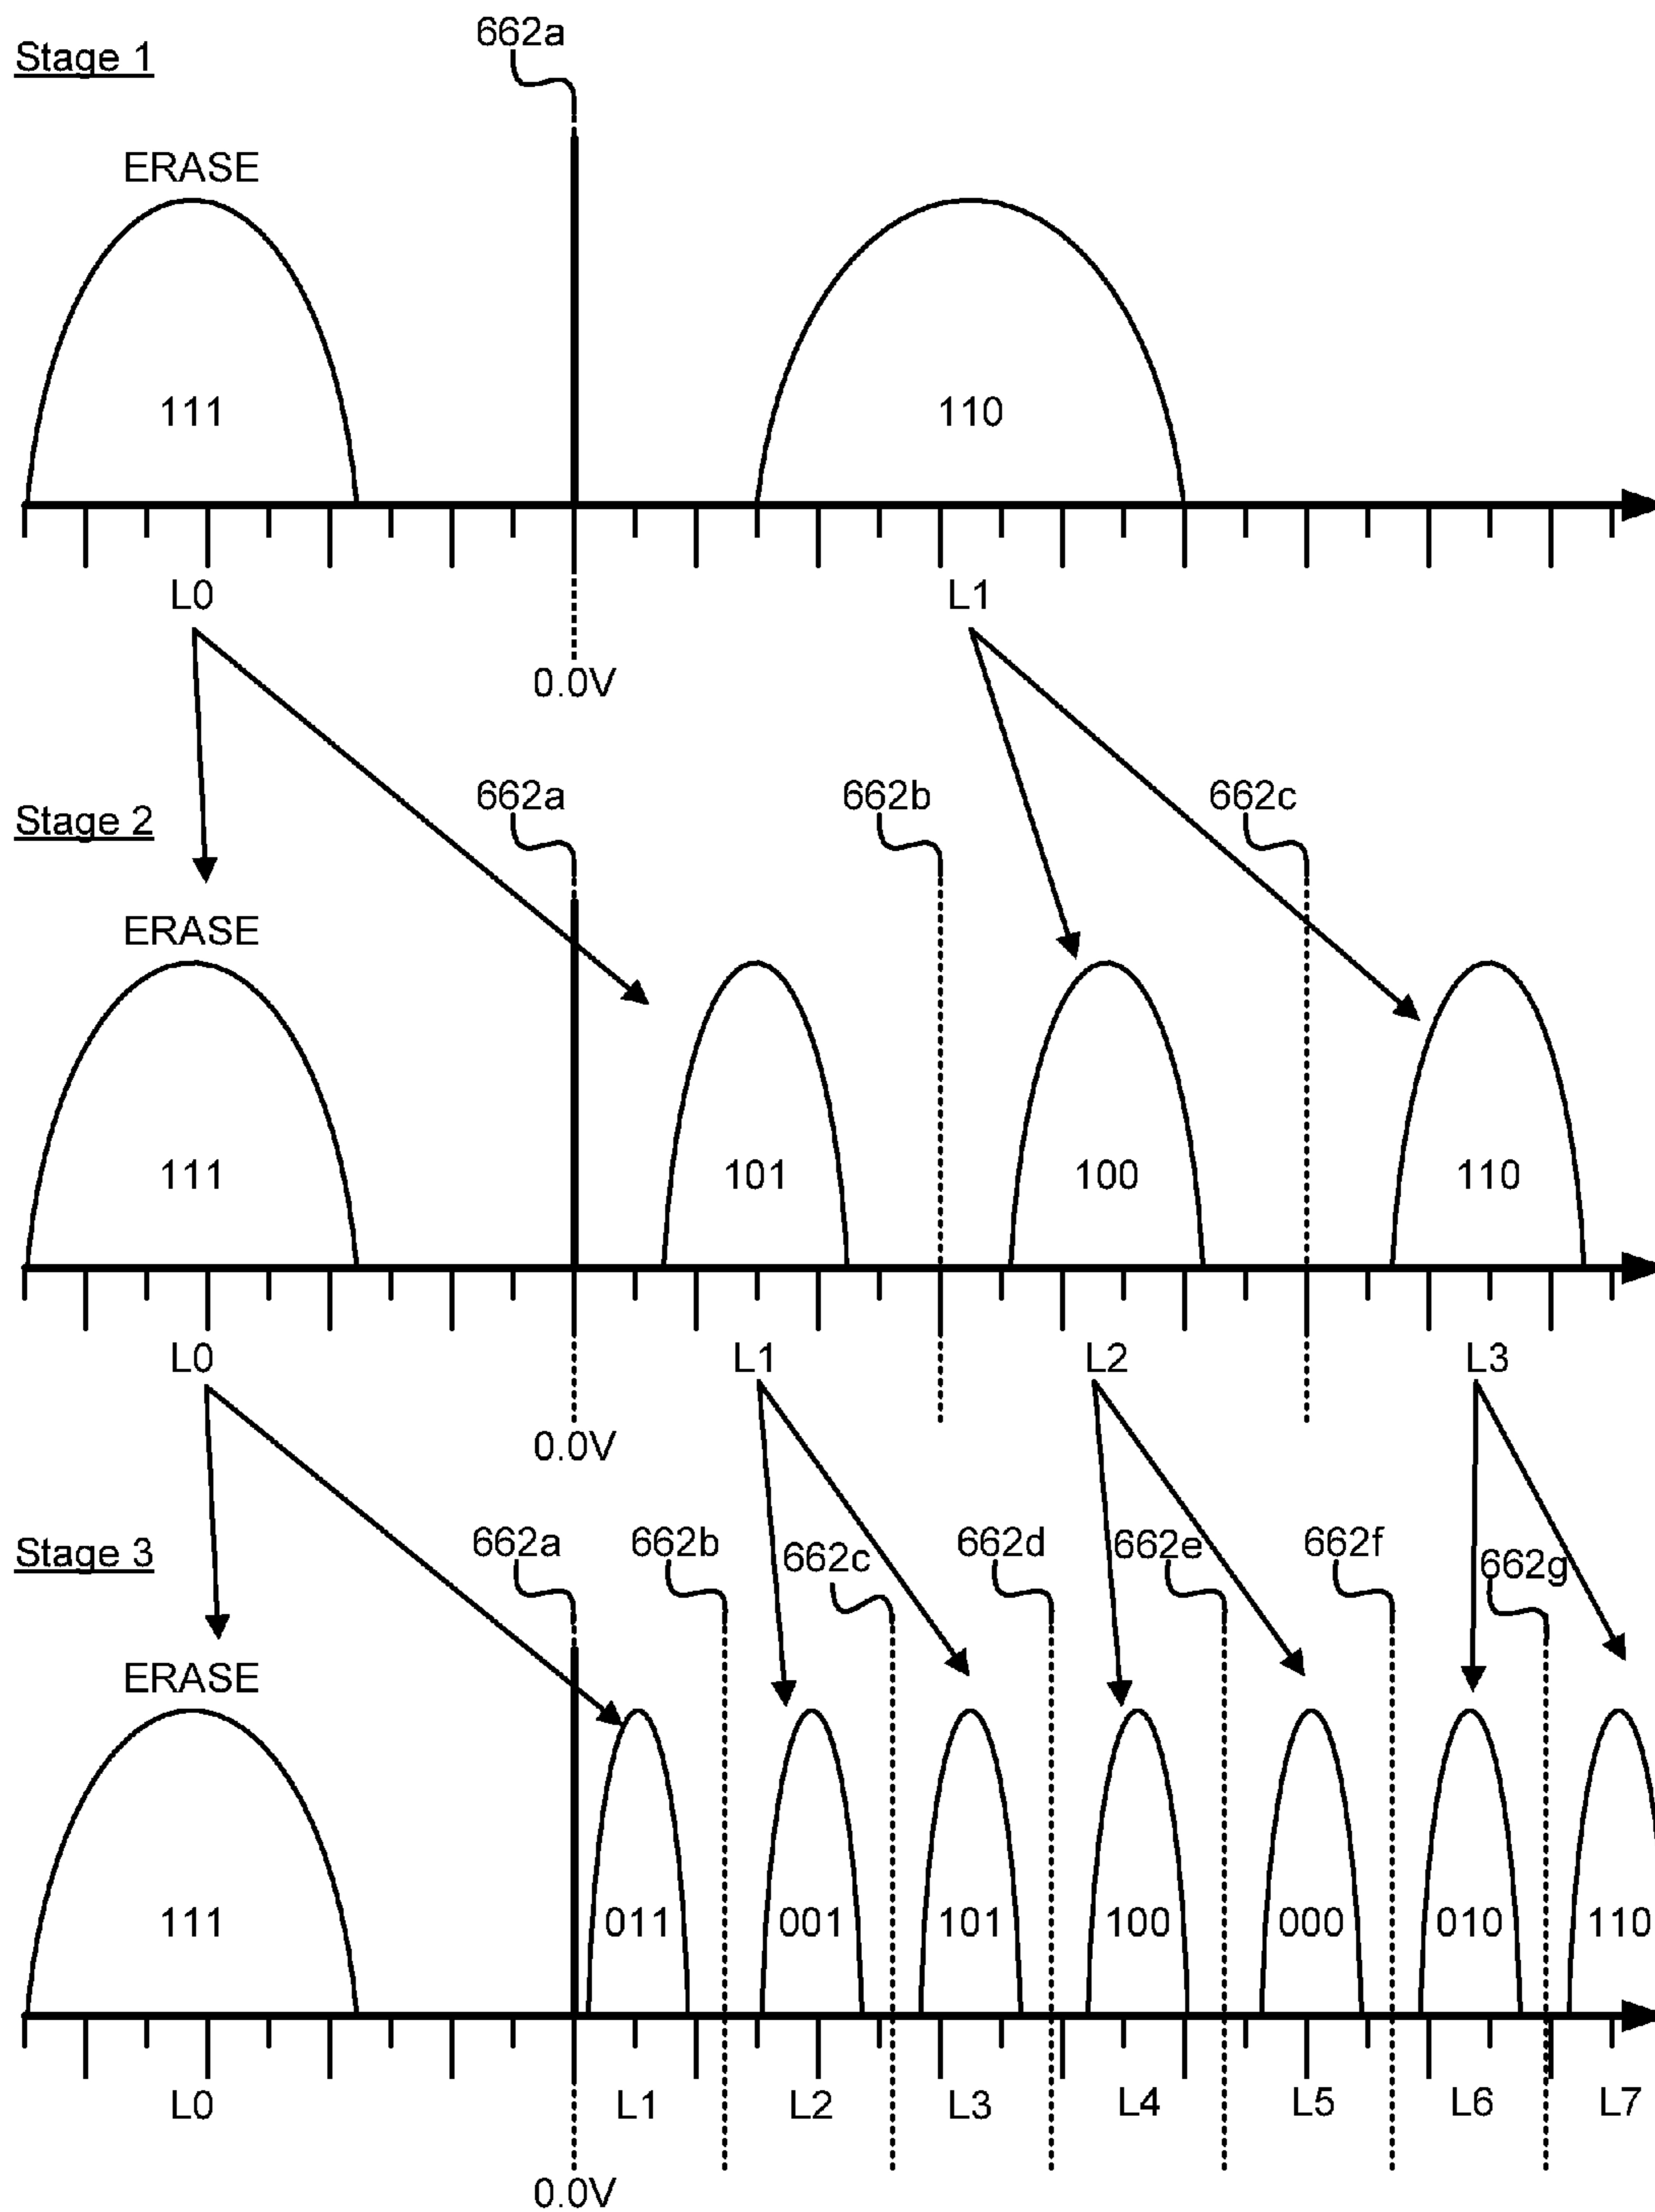 662a
Stage 1
ERASE
111
110
L0
L1
0.0V
662a
662b
662c
Stage 2
ERASE
111
101
100
110
L0
L1
L2
L3
0.0V
662a
662b
662c
662d
662e
662f
662g
Stage 3
ERASE
111
011
001
101
100
000
010
110
L0
L1
L2
L3
L4
L5
L6
L7
0.0V